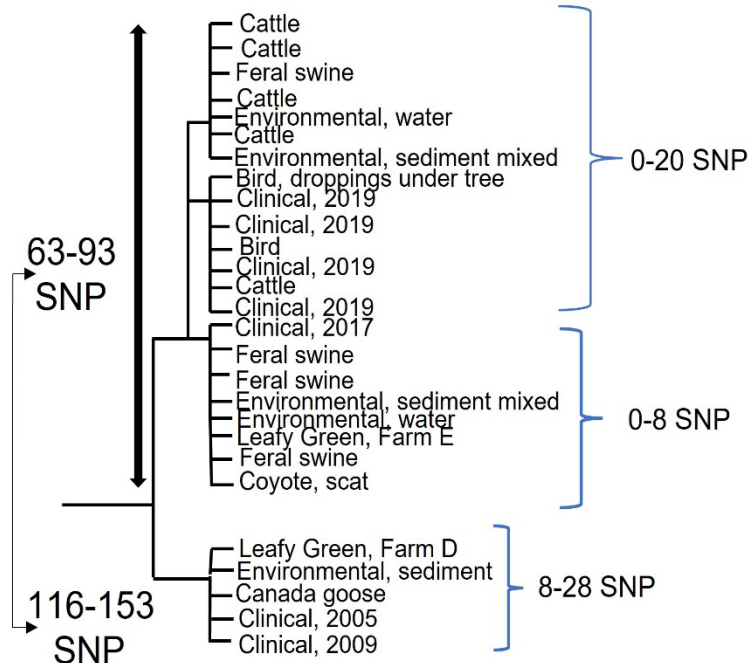 Cattle
Cattle
Feral swine
Cattle
Environmental, water
Cattle
Environmental, sediment mixed
Bird, droppings under tree
Clinical, 2019
Clinical, 2019
Bird
Clinical, 2019
Cattle
Clinical, 2019
Clinical, 2017
Feral swine
Feral swine
Environmental, sediment mixed
Environmental, water
Leafy Green, Farm E
Feral swine
Coyote, scat
Leafy Green, Farm D
Environmental, sediment
Canada goose
Clinical, 2005
Clinical, 2009
0-20 SNP
0-8 SNP
8-28 SNP
63-93
SNP
116-153
SNP